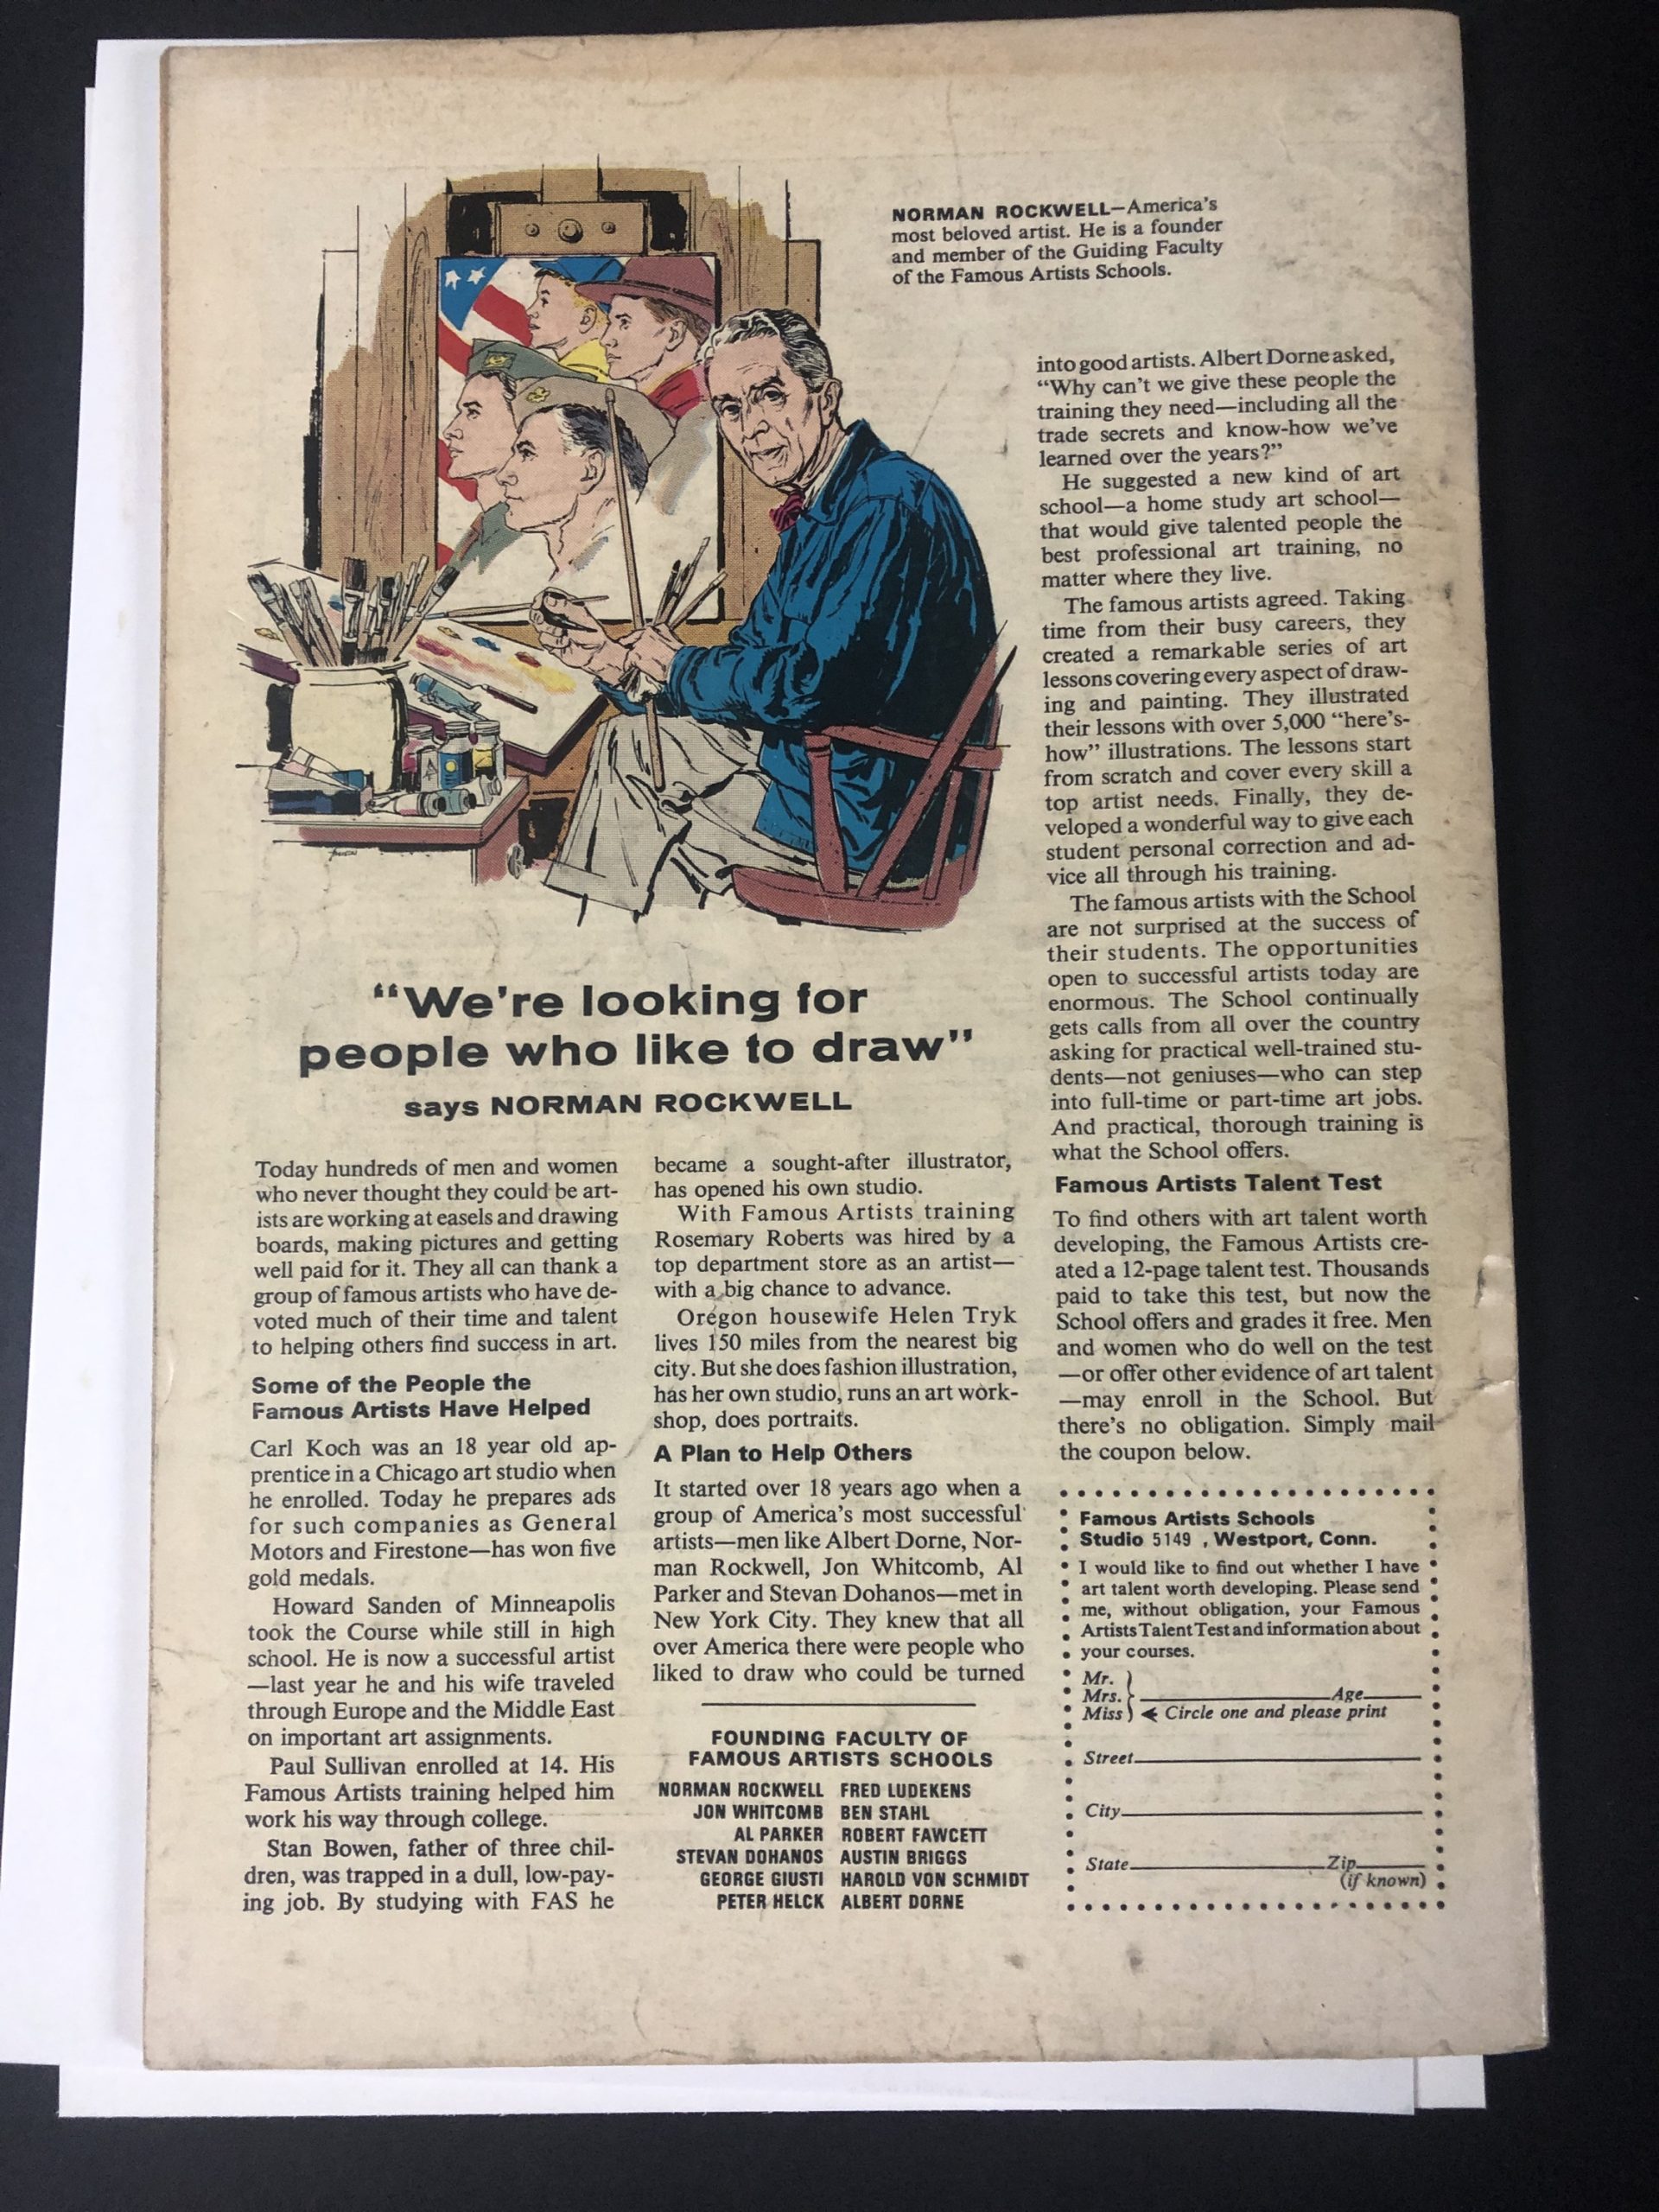 NORMAN ROCKWELL—America's
most beloved artist. He is a founder
and member of the Guiding Faculty
of the Famous Artists Schools.
"We're looking for
people who like to draw"
says NORMAN ROCKWELL
Today hundreds of men and women
who never thought they could be art-
ists are working at easels and drawing
boards, making pictures and getting
well paid for it. They all can thank a
group of famous artists who have de-
voted much of their time and talent
to helping others find success in art.
Some of the People the
Famous Artists Have Helped
Carl Koch was an 18 year old ap-
prentice in a Chicago art studio when
he enrolled. Today he prepares ads
for such companies as General
Motors and Firestone—has won five
gold medals.
Howard Sanden of Minneapolis
took the Course while still in high
school. He is now a successful artist
—last year he and his wife traveled
through Europe and the Middle East
on important art assignments.
Paul Sullivan enrolled at 14. His
Famous Artists training helped him
work his way through college.
Stan Bowen, father of three chil-
dren, was trapped in a dull, low-pay-
ing job. By studying with FAS he
became a sought-after illustrator,
has opened his own studio.
With Famous Artists training
Rosemary Roberts was hired by a
top department store as an artist—
with a big chance to advance.
Oregon housewife Helen Tryk
lives 150 miles from the nearest big
city. But she does fashion illustration,
has her own studio, runs an art work-
shop, does portraits.
A Plan to Help Others
It started over 18 years ago when a
group of America's most successful
artists—men like Albert Dorne, Nor-
man Rockwell, Jon Whitcomb, Al
Parker and Stevan Dohanos—met in
New York City. They knew that all
over America there were people who
liked to draw who could be turned
into good artists. Albert Dorne asked,
"Why can't we give these people the
training they need—including all the
trade secrets and know-how we've
learned over the years?"
He suggested a new kind of art
school—a home study art school—
that would give talented people the
best professional art training, no
matter where they live.
The famous artists agreed. Taking
time from their busy careers, they
created a remarkable series of art
lessons covering every aspect of draw-
ing and painting. They illustrated
their lessons with over 5,000 "here's-
how" illustrations. The lessons start
from scratch and cover every skill a
top artist needs. Finally, they de-
veloped a wonderful way to give each
student personal correction and ad-
vice all through his training.
The famous artists with the School
are not surprised at the success of
their students. The opportunities
open to successful artists today are
enormous. The School continually
gets calls from all over the country
asking for practical well-trained stu-
dents—not geniuses—who can step
into full-time or part-time art jobs.
And practical, thorough training is
what the School offers.
Famous Artists Talent Test
To find others with art talent worth
developing, the Famous Artists cre-
ated a 12-page talent test. Thousands
paid to take this test, but now the
School offers and grades it free. Men
and women who do well on the test
—or offer other evidence of art talent
—may enroll in the School. But
there's no obligation. Simply mail
the coupon below.
FOUNDING FACULTY OF
FAMOUS ARTISTS SCHOOLS
NORMAN ROCKWELL FRED LUDEKENS
JON WHITCOMB BEN STAHL
AL PARKER ROBERT FAWCETT
STEVAN DOHANOS AUSTIN BRIGGS
GEORGE GIUSTI HAROLD VON SCHMIDT
PETER HELCK ALBERT DORNE
Famous Artists Schools
Studio 5149 , Westport, Conn.
I would like to find out whether I have
art talent worth developing. Please send
me, without obligation, your Famous
Artists Talent Test and information about
your courses.
Mr.
Mrs. Age
Miss Circle one and please print
Street
City
State Zip
(if known)